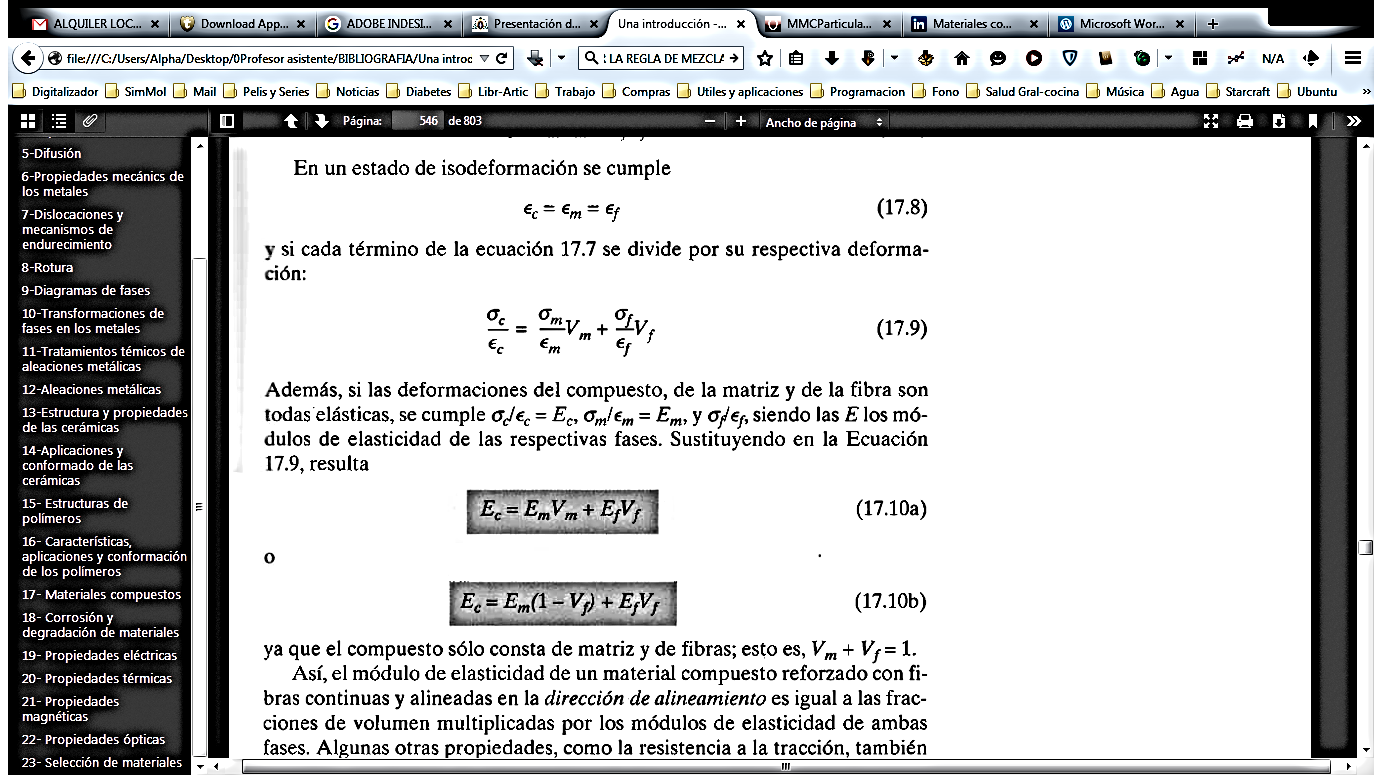 ALQUILER LOC...
Download App...
ADOBE INDESI...
Presentación d...
Una introducción -...
MMCParticula...
Materiales co...
Microsoft Wor...
file:///C:/Users/Alpha/Desktop/0Profesor asistente/BIBLIOGRAFIA/Una introc
: LA REGLA DE MEZCLA
N/A
Digitalizador SimMol Mail Pelis y Series Noticias Diabetes Libr-Artic Trabajo Compras Utiles y aplicaciones Programacion Fono Salud Gral-cocina Música Agua Starcraft Ubuntu »
Página: 546 de 803
Ancho de página
5-Difusión
6-Propiedades mecánics de
los metales
7-Dislocaciones y
mecanismos de
endurecimiento
8-Rotura
9-Diagramas de fases
10-Transformaciones de
fases en los metales
11-Tratamientos témicos de
aleaciones metálicas
12-Aleaciones metálicas
13-Estructura y propiedades
de las cerámicas
14-Aplicaciones y
conformado de las
cerámicas
15- Estructuras de
polímeros
16- Características,
aplicaciones y conformación
de los polímeros
17- Materiales compuestos
18- Corrosión y
degradación de materiales
19- Propiedades eléctricas
20- Propiedades térmicas
21- Propiedades
magnéticas
22- Propiedades ópticas
23- Selección de materiales
En un estado de isodeformación se cumple
ϵc = ϵm = ϵf (17.8)
y si cada término de la ecuación 17.7 se divide por su respectiva deforma-
ción:
σc/ϵc = σm/ϵm Vm + σf/ϵf Vf (17.9)
Además, si las deformaciones del compuesto, de la matriz y de la fibra son
todas elásticas, se cumple σc/ϵc = Ec, σm/ϵm = Em, y σf/ϵf, siendo las E los mó-
dulos de elasticidad de las respectivas fases. Sustituyendo en la Ecuación
17.9, resulta
Ec = EmVm + EfVf (17.10a)
o
Ec = Em(1 – Vf) + EfVf (17.10b)
ya que el compuesto sólo consta de matriz y de fibras; esto es, Vm + Vf = 1.
Así, el módulo de elasticidad de un material compuesto reforzado con fi-
bras continuas y alineadas en la dirección de alineamiento es igual a las frac-
ciones de volumen multiplicadas por los módulos de elasticidad de ambas
fases. Algunas otras propiedades, como la resistencia a la tracción, también